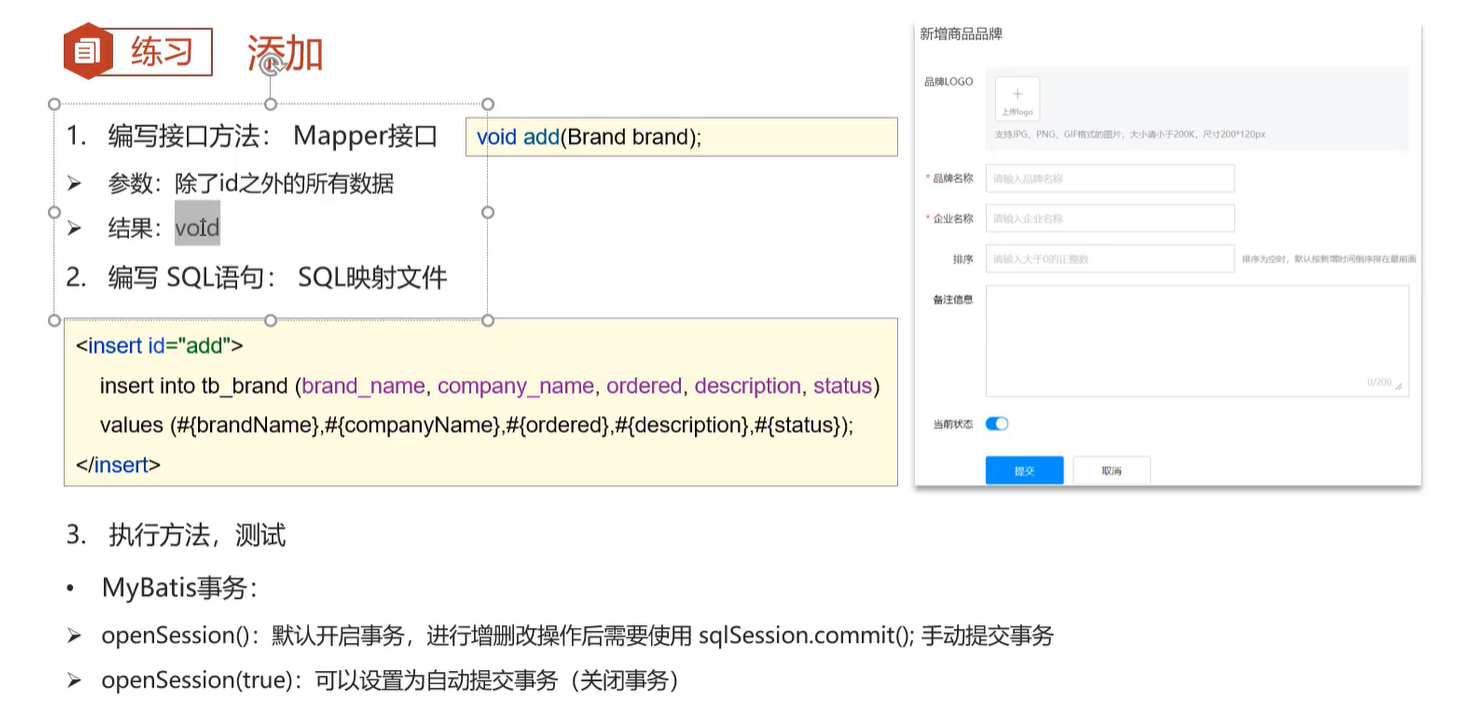 练习 添加
1. 编写接口方法： Mapper接口
void add(Brand brand);
➢ 参数：除了id之外的所有数据
➢ 结果：void
2. 编写 SQL语句： SQL映射文件
<insert id="add">
insert into tb_brand (brand_name, company_name, ordered, description, status)
values (#{brandName},#{companyName},#{ordered},#{description},#{status});
</insert>
3. 执行方法，测试
• MyBatis事务：
➢ openSession()：默认开启事务，进行增删改操作后需要使用 sqlSession.commit(); 手动提交事务
➢ openSession(true)：可以设置为自动提交事务（关闭事务）
新增商品品牌
品牌LOGO
+
上传logo
支持JPG、PNG、GIF格式的图片，大小请小于200K，尺寸200*120px
* 品牌名称 请输入品牌名称
* 企业名称 请输入企业名称
排序 请输入大于0的正整数 排序为空时，默认按新增时间倒序排在最前面
备注信息
0/200
当前状态
提交 取消